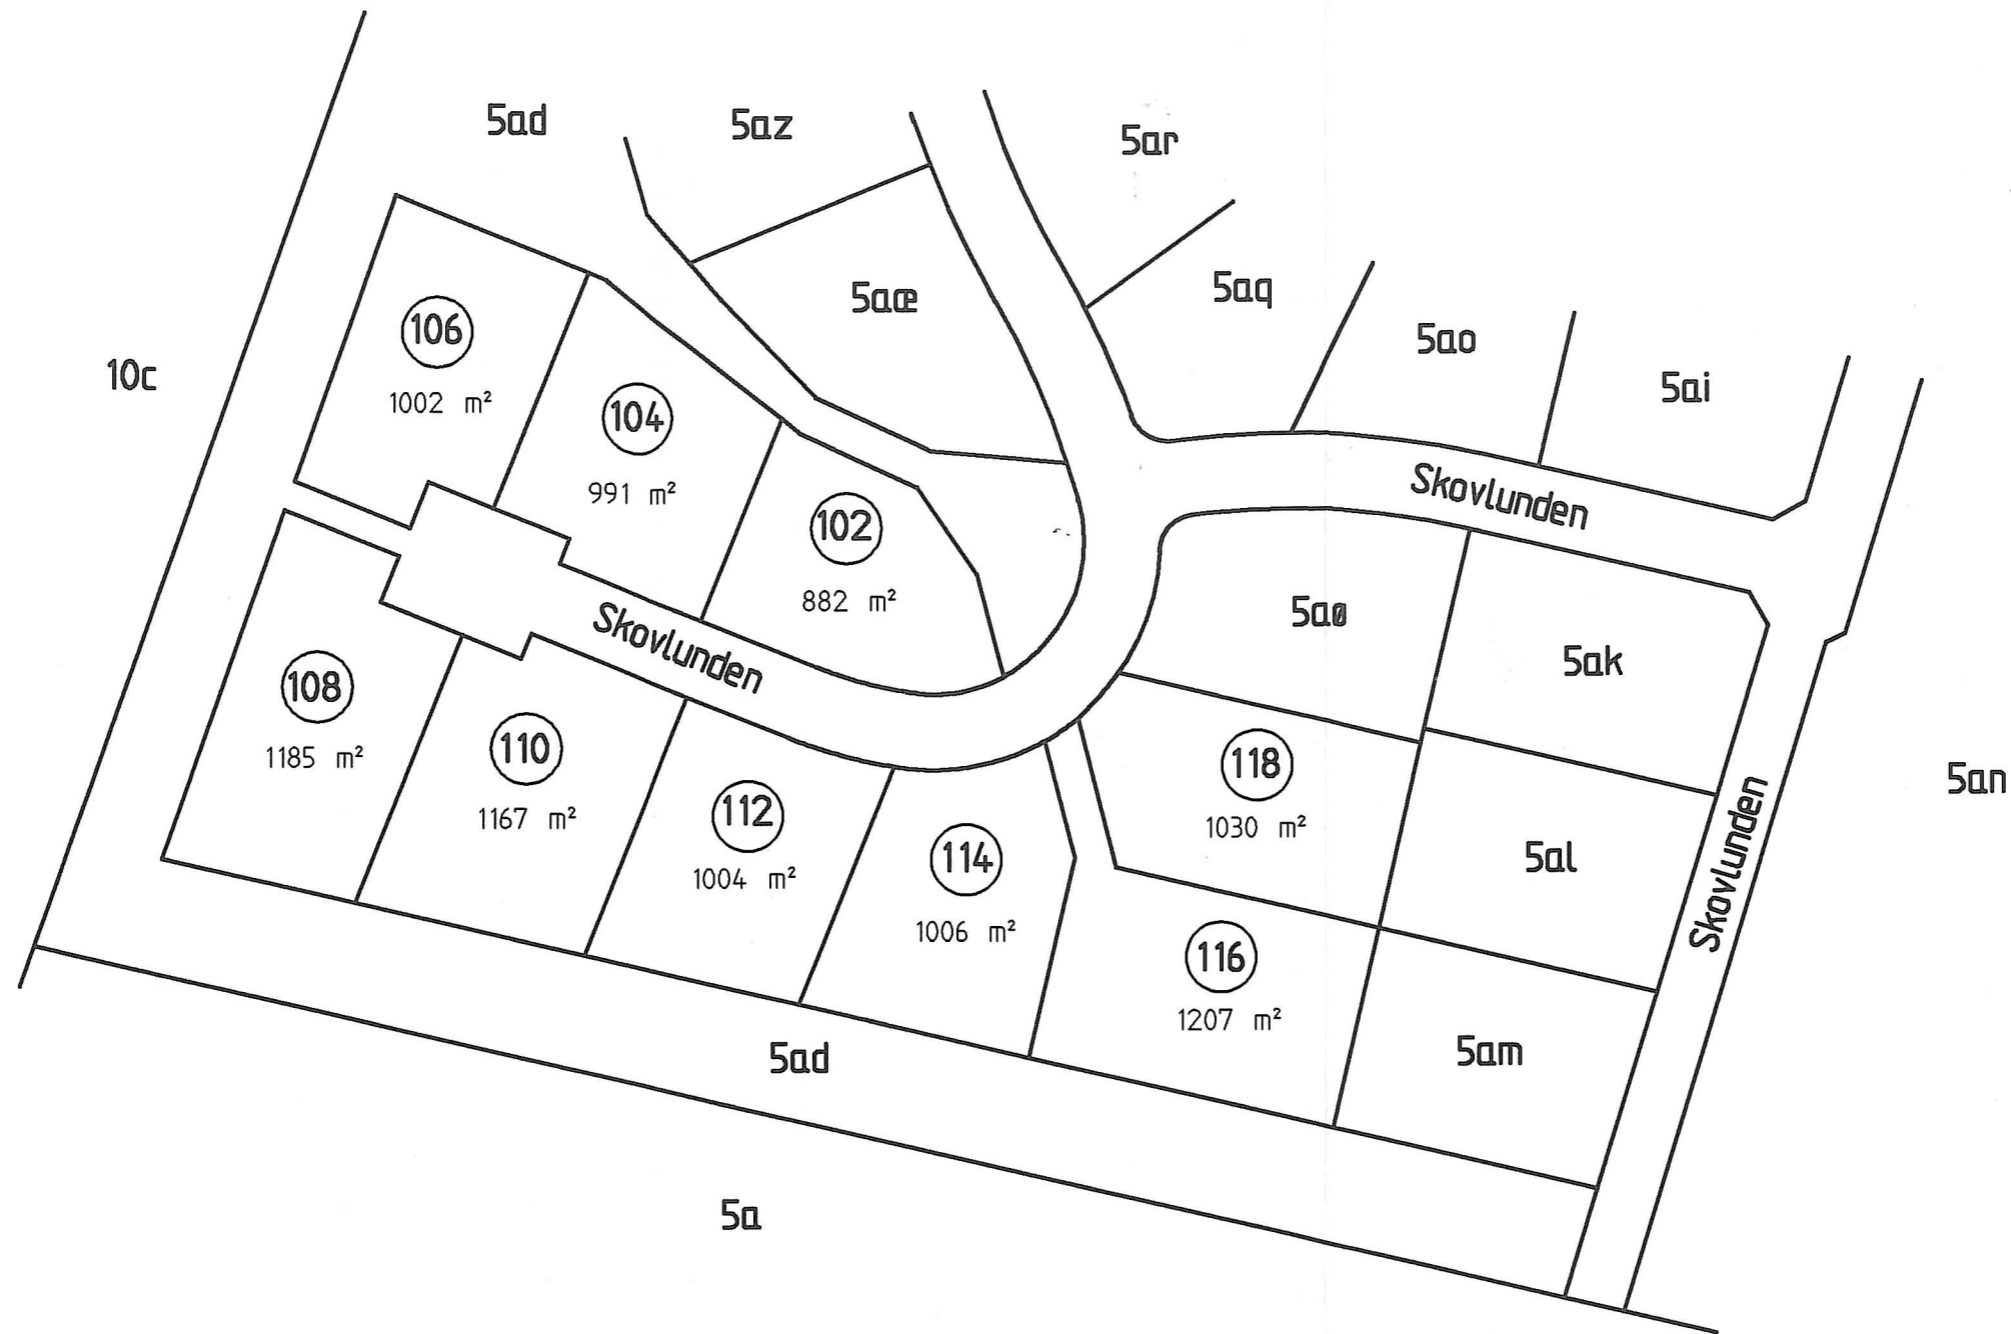 5ad
5az
5ar
5aæ
5aq
5ao
5ai
10c
106
1002 m²
104
991 m²
102
882 m²
Skovlunden
5aø
5ak
Skovlunden
108
1185 m²
110
1167 m²
112
1004 m²
114
1006 m²
118
1030 m²
116
1207 m²
5al
5an
Skovlunden
5am
5ad
5a